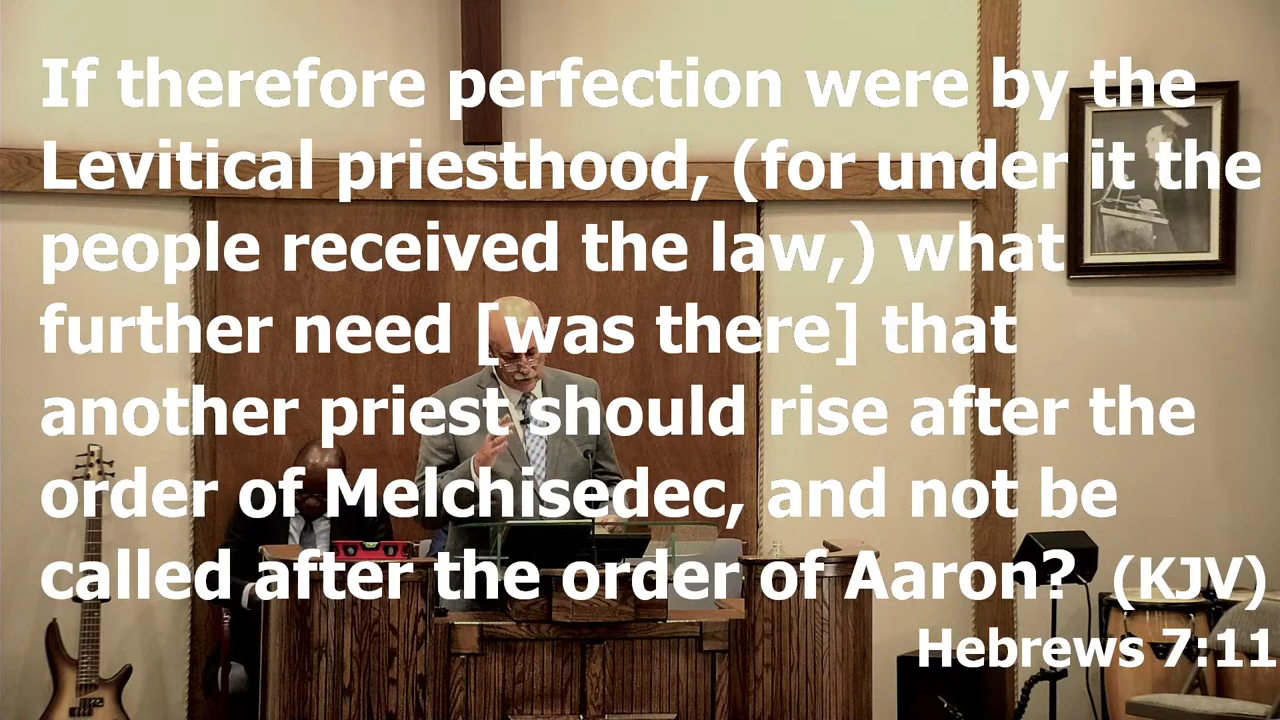 If therefore perfection were by the
Levitical priesthood, (for under it the
people received the law,) what
further need [was there] that
another priest should rise after the
order of Melchisedec, and not be
called after the order of Aaron? (KJV)
Hebrews 7:11